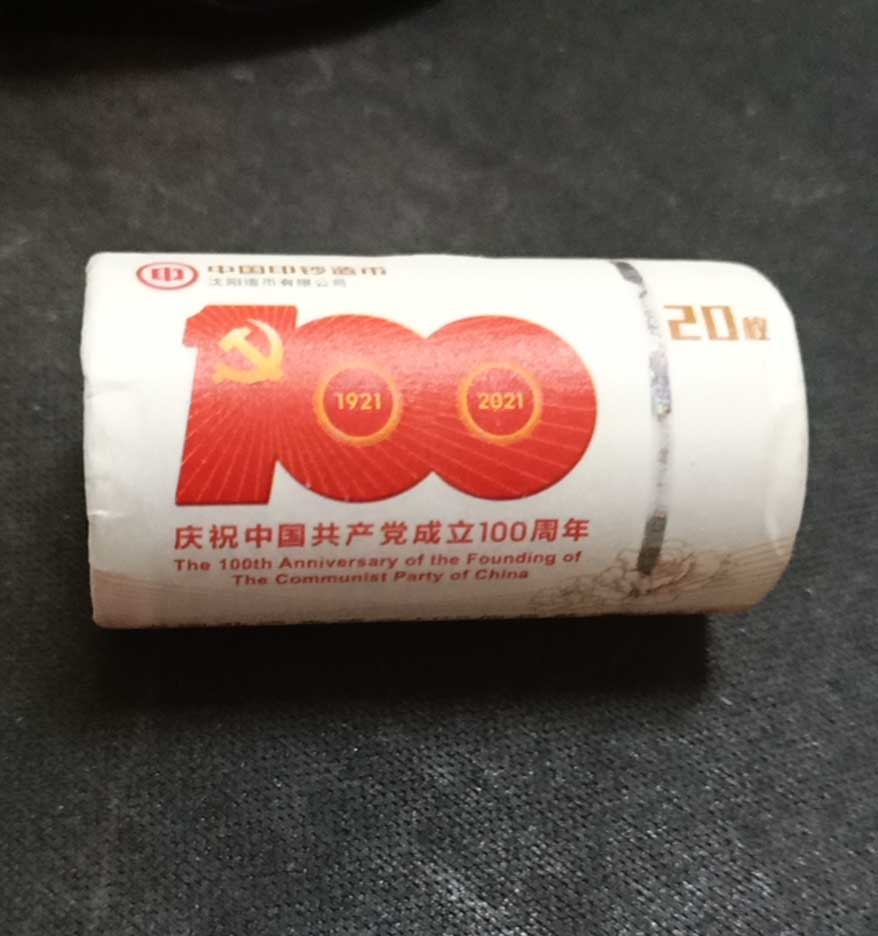 印
中国印钞造币
沈阳造币有限公司
20枚
100
1921
2021
庆祝中国共产党成立100周年
The 100th Anniversary of the Founding of
The Communist Party of China